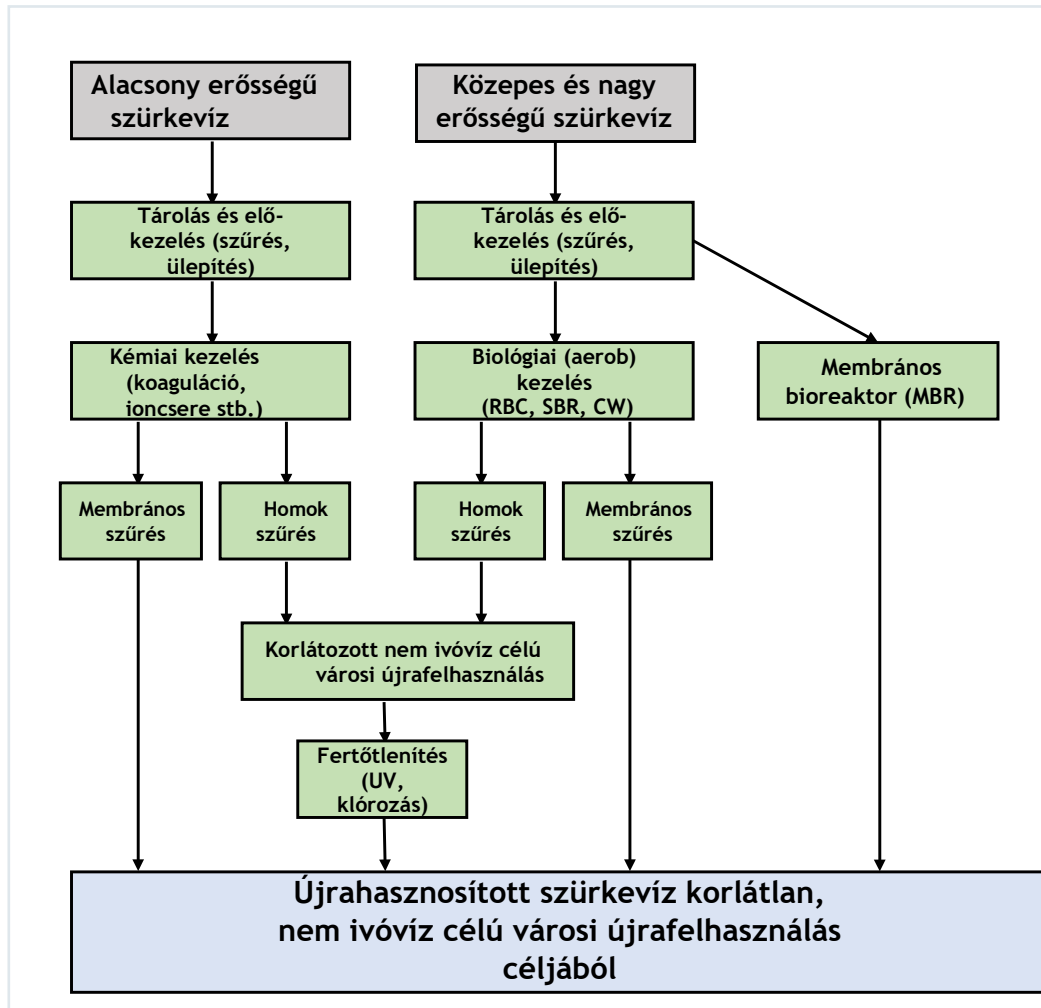 Alacsony erősségű
szürkevíz
Közepes és nagy
erősségű szürkevíz
Tárolás és elő-
kezelés (szűrés,
ülepítés)
Tárolás és elő-
kezelés (szűrés,
ülepítés)
Kémiai kezelés
(koaguláció,
ioncsere stb.)
Biológiai (aerob)
kezelés
(RBC, SBR, CW)
Membrános
bioreaktor (MBR)
Membrános
szűrés
Homok
szűrés
Homok
szűrés
Membrános
szűrés
Korlátozott nem ivóvíz célú
városi újrafelhasználás
Fertőtlenítés
(UV,
klórozás)
Újrahasznosított szürkevíz korlátlan,
nem ivóvíz célú városi újrafelhasználás
céljából